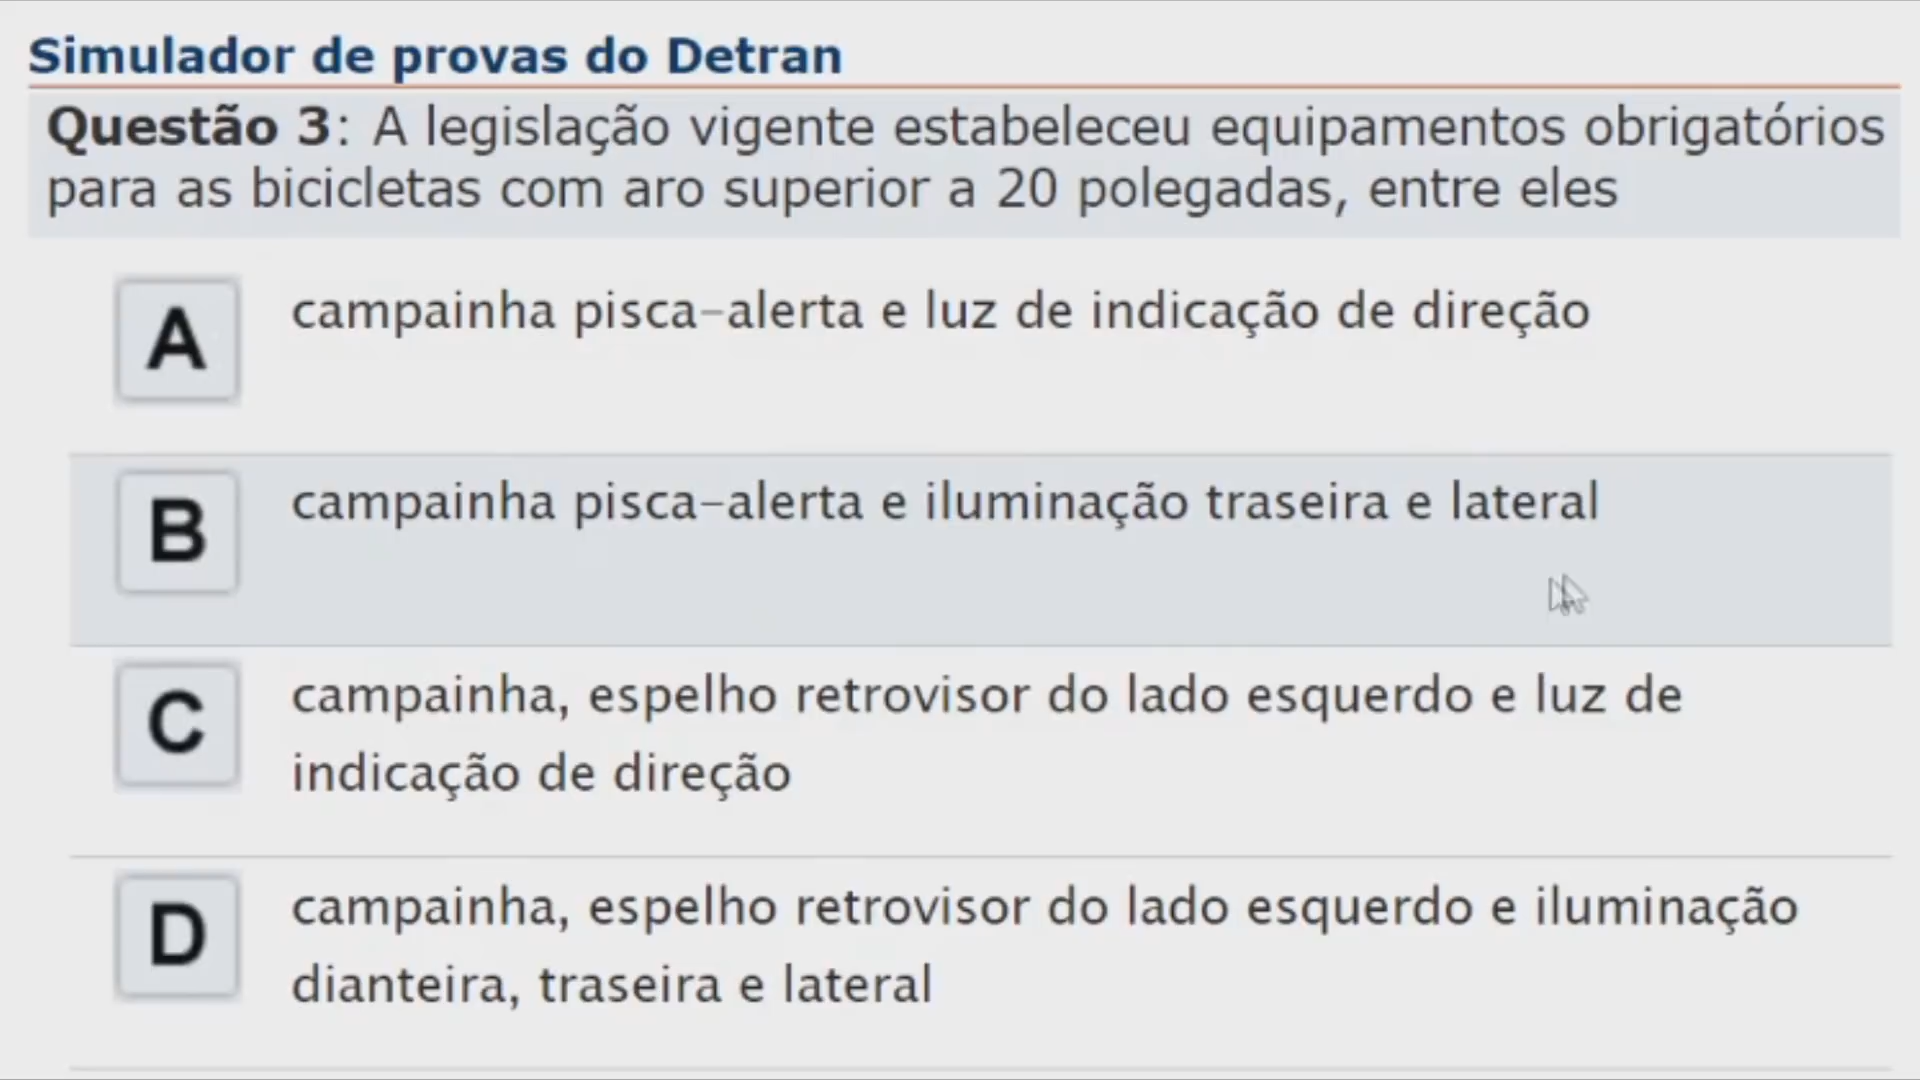 Simulador de provas do Detran
Questão 3: A legislação vigente estabeleceu equipamentos obrigatórios
para as bicicletas com aro superior a 20 polegadas, entre eles
A campainha pisca-alerta e luz de indicação de direção
B campainha pisca-alerta e iluminação traseira e lateral
C campainha, espelho retrovisor do lado esquerdo e luz de
indicação de direção
D campainha, espelho retrovisor do lado esquerdo e iluminação
dianteira, traseira e lateral